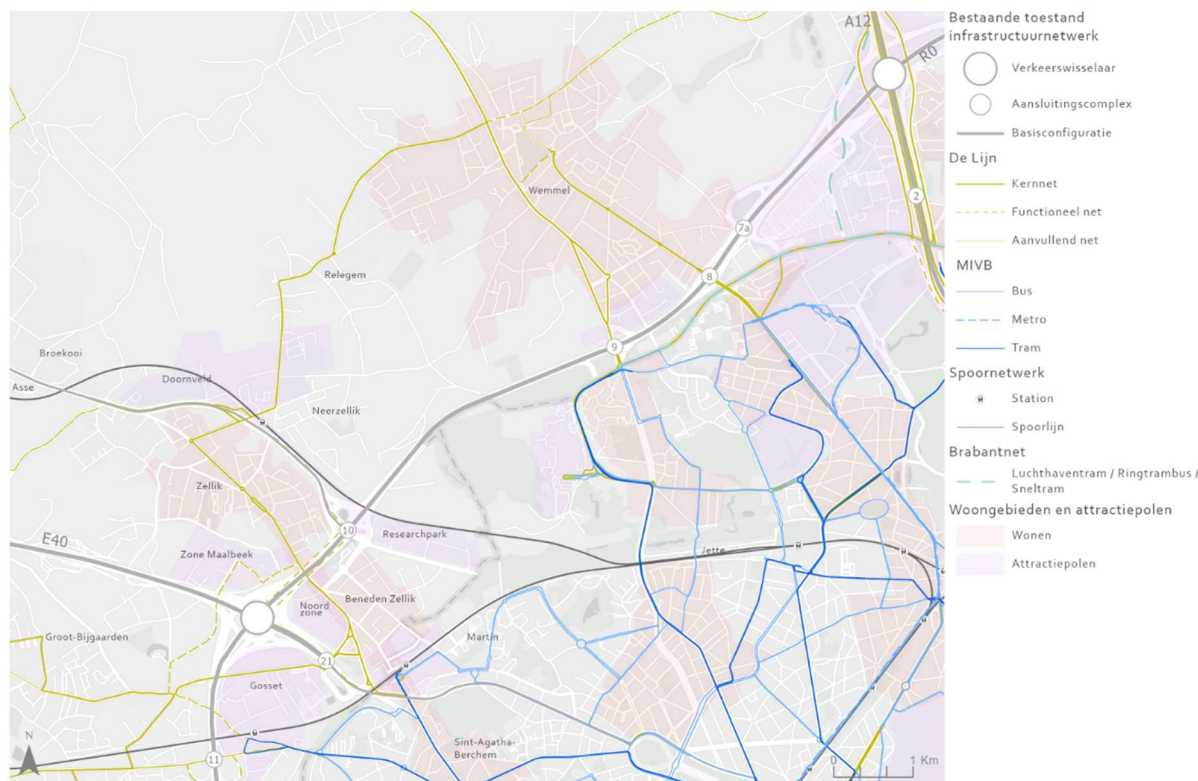 A12
R0
2
7a
8
9
Wemmel
Relegem
Broekooi
Asse
Doornveld
Neerzellik
Zellik
10
Researchpark
Zone Maalbeek
E40
Noord
zone
Beneden Zellik
Jette
Martin
Groot-Bijgaarden
21
Gosset
11
Sint-Agatha-
Berchem
N
0 1 Km
Bestaande toestand
infrastructuurnetwerk
Verkeerswisselaar
Aansluitingscomplex
Basisconfiguratie
De Lijn
Kernnet
Functioneel net
Aanvullend net
MIVB
Bus
Metro
Tram
Spoornetwerk
Station
Spoorlijn
Brabantnet
Luchthaventram / Ringtrambus /
Sneltram
Woongebieden en attractiepolen
Wonen
Attractiepolen